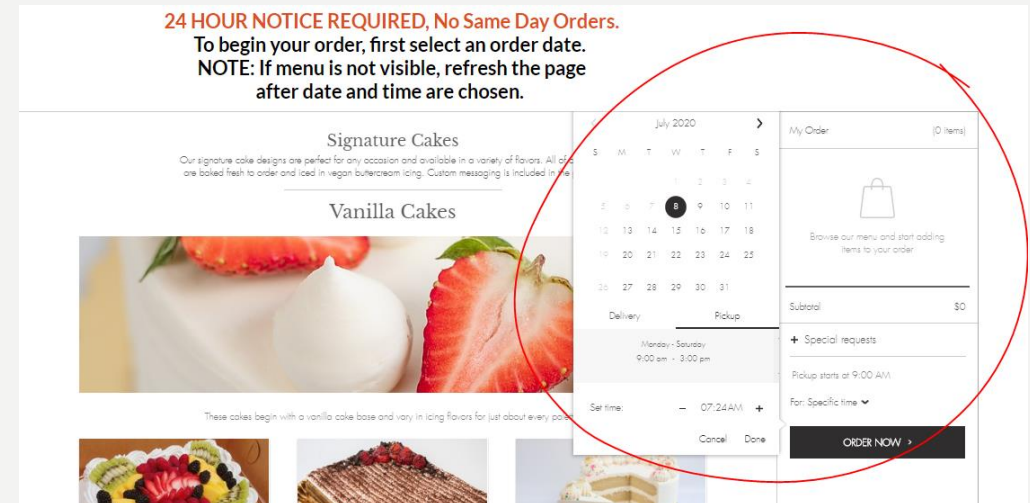 24 HOUR NOTICE REQUIRED, No Same Day Orders.
To begin your order, first select an order date.
NOTE: If menu is not visible, refresh the page
after date and time are chosen.
Signature Cakes
Our signature cake designs are perfect for any occasion and available in a variety of flavors. All of
are baked fresh to order and iced in vegan buttercream icing. Custom messaging is included in the
Vanilla Cakes
These cakes begin with a vanilla cake base and vary in icing flavors for just about every
July 2020
S M T W T F S
1 2 3 4
5 6 7 8 9 10 11
12 13 14 15 16 17 18
19 20 21 22 23 24 25
26 27 28 29 30 31
Delivery Pickup
Monday - Saturday
9:00 am - 3:00 pm
Set time: − 07:24AM +
Cancel Done
My Order (0 items)
Browse our menu and start adding
items to your order
Subtotal $0
+ Special requests
Pickup starts at 9:00 AM
For: Specific time
ORDER NOW ›